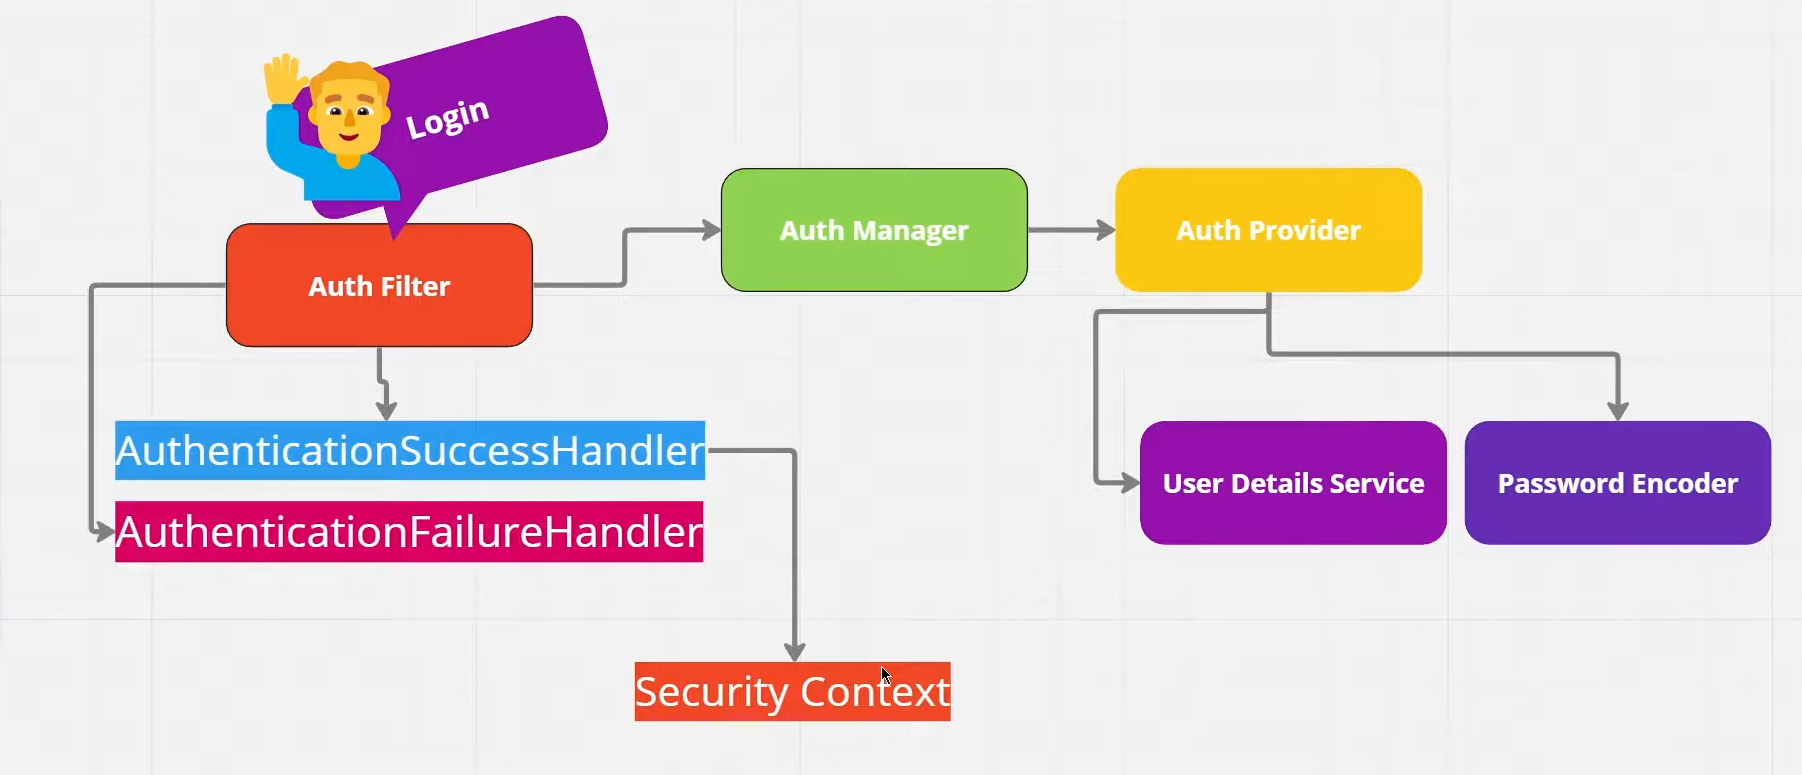 Login
Auth Manager
Auth Provider
Auth Filter
AuthenticationSuccessHandler
User Details Service
Password Encoder
AuthenticationFailureHandler
Security Context